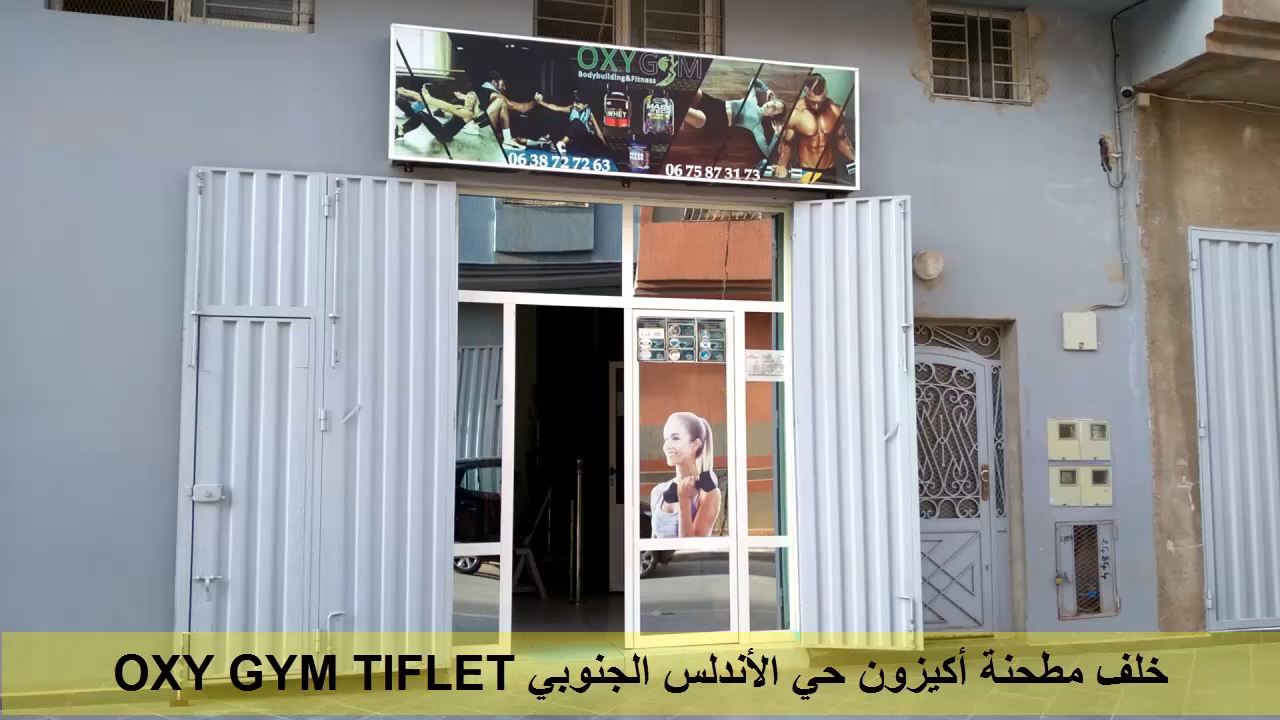 OXY GYM
Bodybuilding&Fitness
WHEY
MASS
06 38 72 72 63
06 75 87 31 73
خلف مطحنة أكيزون حي الأندلس الجنوبي OXY GYM TIFLET